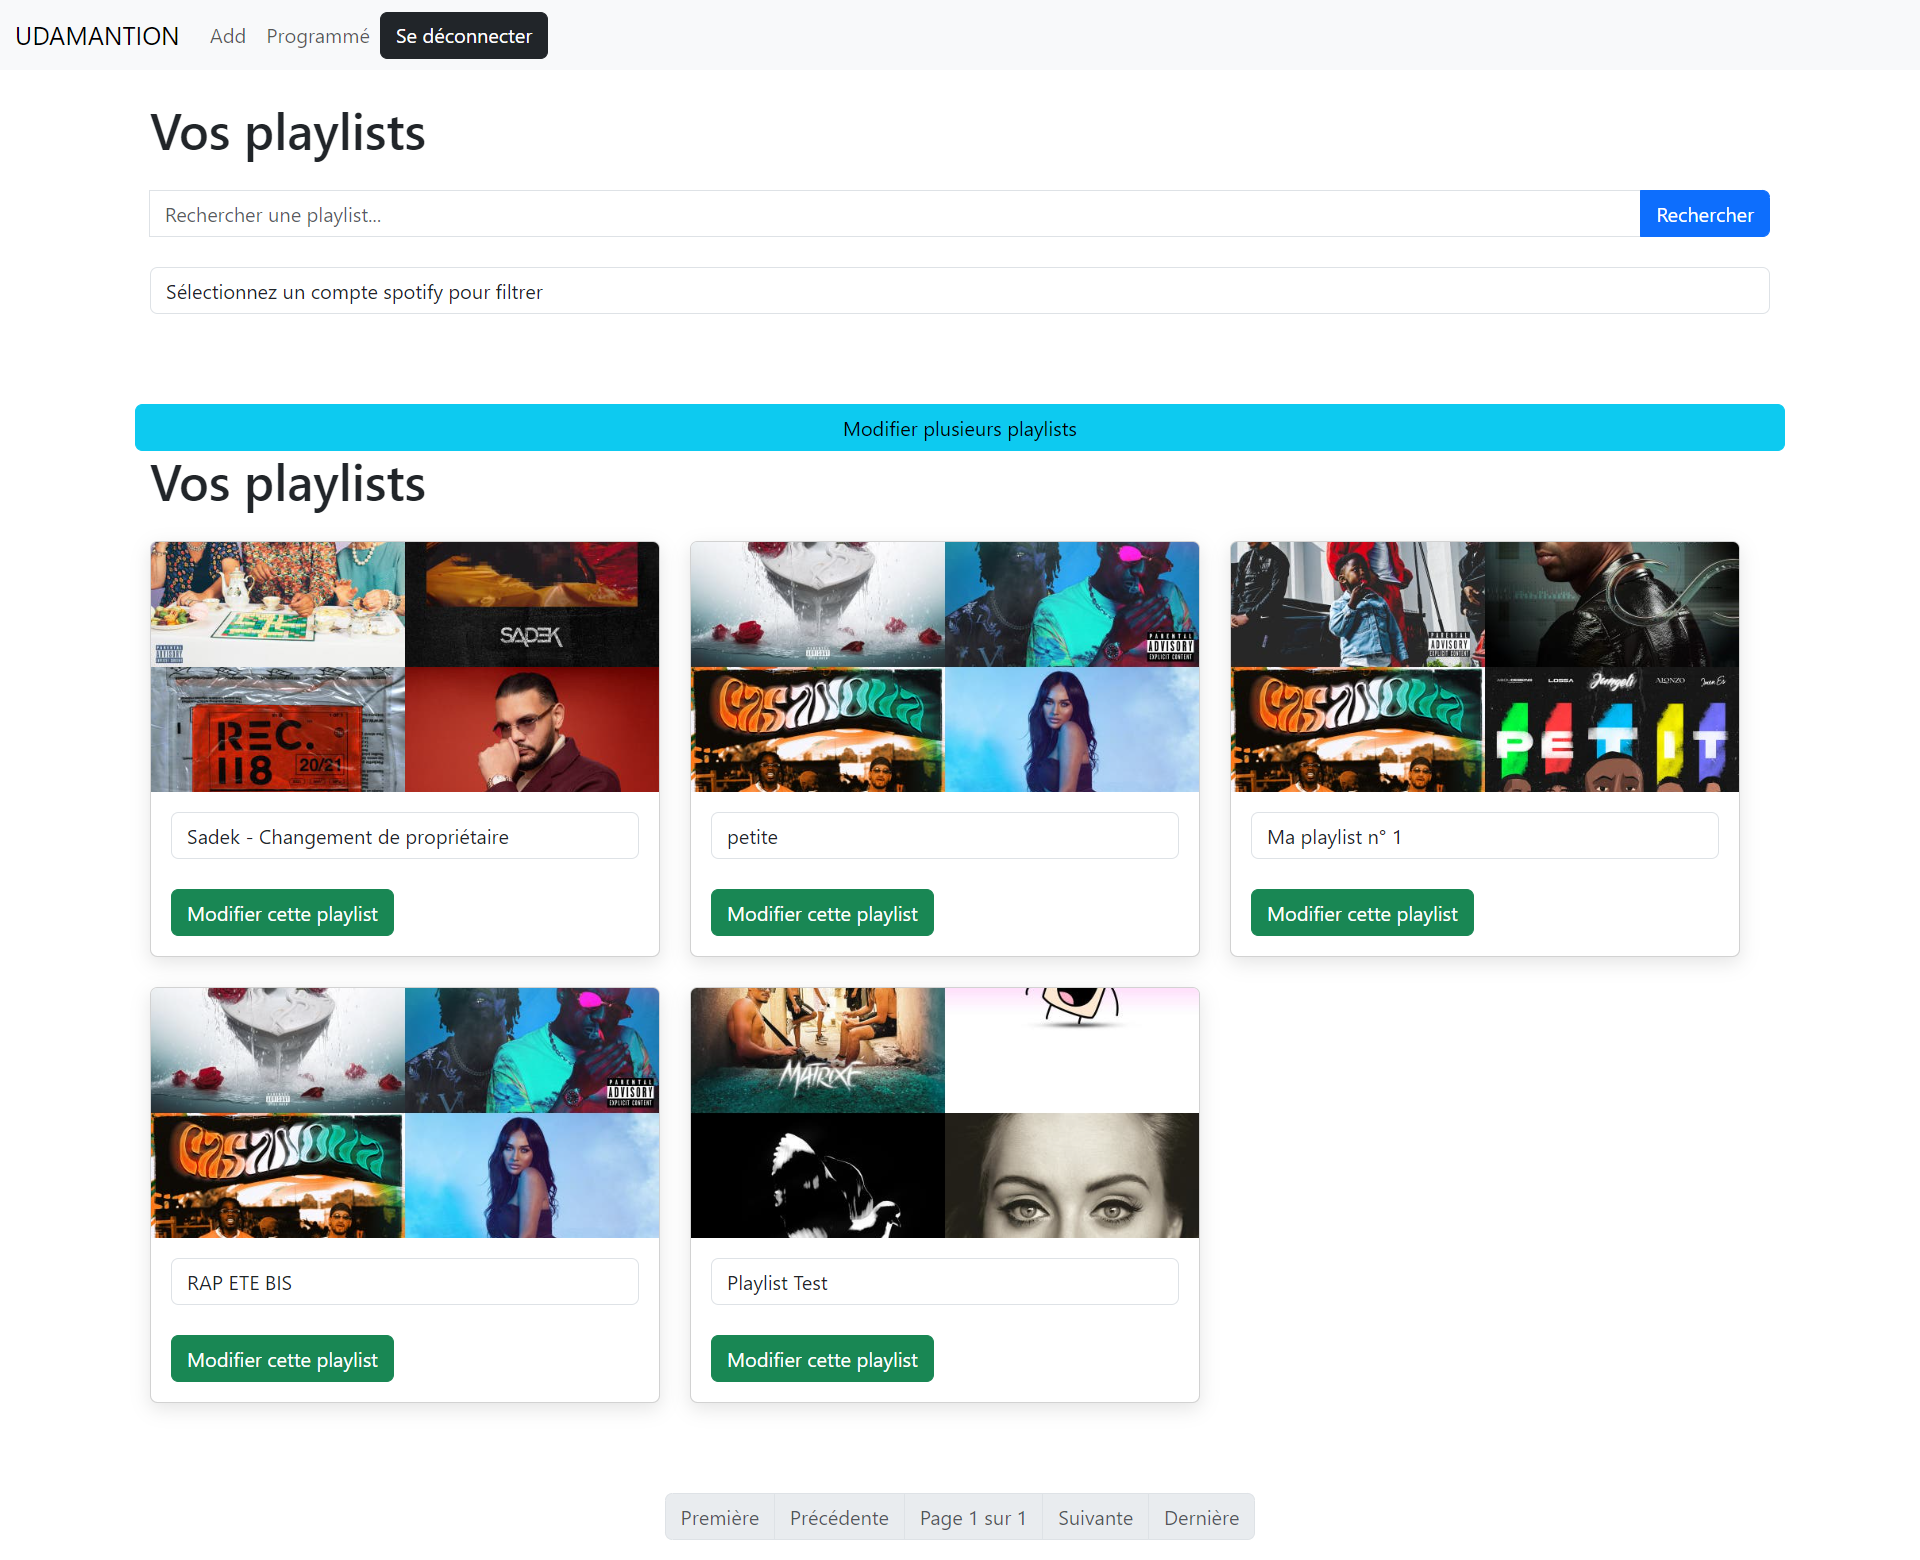 UDAMANTION Add Programmé Se déconnecter
Vos playlists
Rechercher une playlist... Rechercher
Sélectionnez un compte spotify pour filtrer
Modifier plusieurs playlists
Vos playlists
SADEK
REC.
118 20/21
PARENTAL
ADVISORY
EXPLICIT CONTENT
CASANOVA
PARENTAL
ADVISORY
EXPLICIT CONTENT
CASANOVA
LOSSA Jungeli ALONZO Imen Es
PETIT
Sadek - Changement de propriétaire
petite
Ma playlist n° 1
Modifier cette playlist
Modifier cette playlist
Modifier cette playlist
PARENTAL
ADVISORY
EXPLICIT CONTENT
CASANOVA
MATRIXE
RAP ETE BIS
Playlist Test
Modifier cette playlist
Modifier cette playlist
Première Précédente Page 1 sur 1 Suivante Dernière